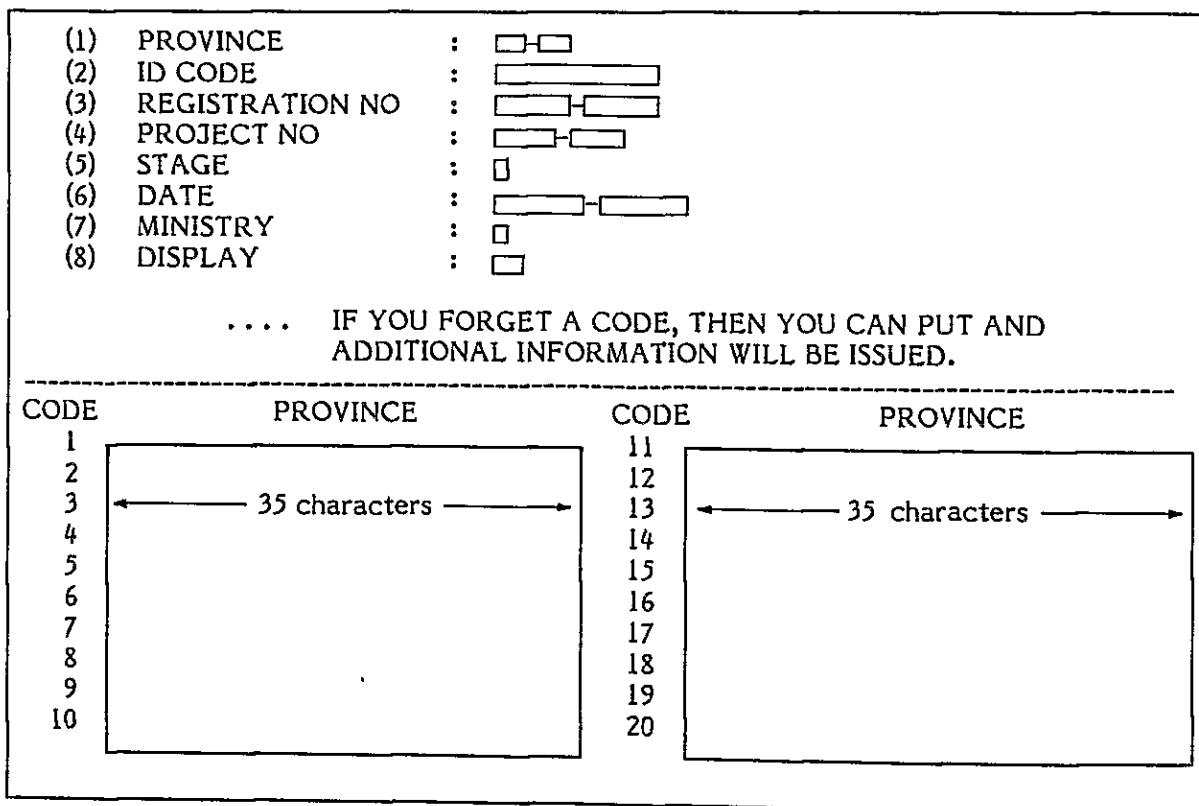 (1) PROVINCE :
(2) ID CODE :
(3) REGISTRATION NO :
(4) PROJECT NO :
(5) STAGE :
(6) DATE :
(7) MINISTRY :
(8) DISPLAY :
.... IF YOU FORGET A CODE, THEN YOU CAN PUT AND
ADDITIONAL INFORMATION WILL BE ISSUED.
CODE PROVINCE CODE PROVINCE
1 11
2 12
3 35 characters 13 35 characters
4 14
5 15
6 16
7 17
8 18
9 19
10 20